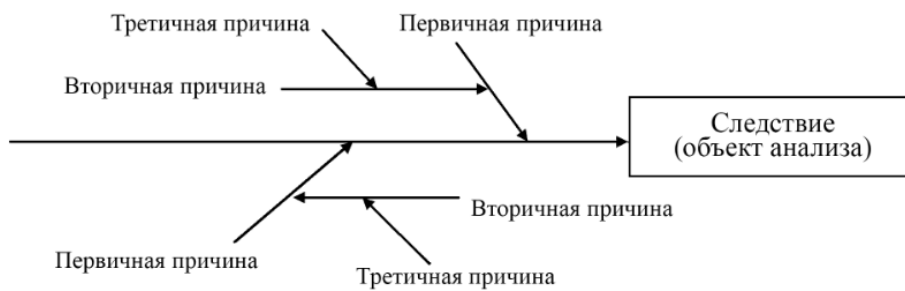 Третичная причина
Первичная причина
Вторичная причина
Следствие
(объект анализа)
Вторичная причина
Первичная причина
Третичная причина